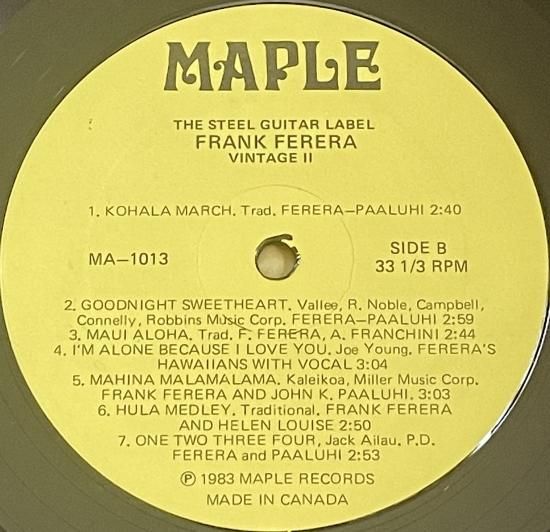 MAPLE
THE STEEL GUITAR LABEL
FRANK FERERA
VINTAGE II
1. KOHALA MARCH. Trad. FERERA–PAALUHI 2:40
MA–1013
SIDE B
33 1/3 RPM
2. GOODNIGHT SWEETHEART. Vallee, R. Noble, Campbell,
Connelly, Robbins Music Corp. FERERA–PAALUHI 2:59
3. MAUI ALOHA. Trad. F. FERERA, A. FRANCHINI 2:44
4. I'M ALONE BECAUSE I LOVE YOU. Joe Young. FERERA'S
HAWAIIANS WITH VOCAL 3:04
5. MAHINA MALAMALAMA. Kaleikoa, Miller Music Corp.
FRANK FERERA AND JOHN K. PAALUHI. 3:03
6. HULA MEDLEY. Traditional. FRANK FERERA
AND HELEN LOUISE 2:50
7. ONE TWO THREE FOUR, Jack Ailau, P.D.
FERERA and PAALUHI 2:53
℗ 1983 MAPLE RECORDS
MADE IN CANADA